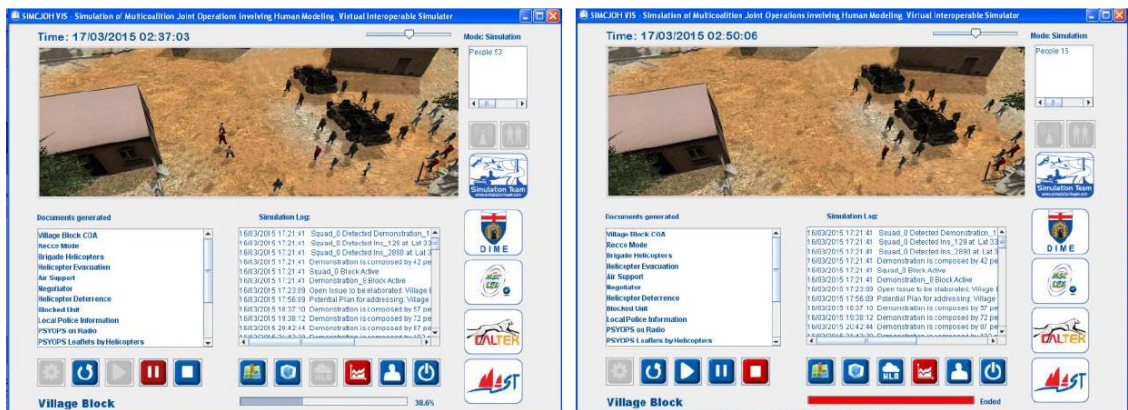 SIMCJOH VIS - Simulation of Multicoalition Joint Operations involving Human Modeling Virtual Interoperable Simulator
Time: 17/03/2015 02:37:03
Mode: Simulation
People 53
Simulation Team
Documents generated
Simulation Log:
Village Block COA
Recce Mode
Brigade Helicopters
Helicopter Evacuation
Air Support
Negotiator
Helicopter Deterrence
Blocked Unit
Local Police Information
PSYOPS on Radio
PSYOPS Leaflets by Helicopters
16/03/2015 17:21:41 Squad_0 Detected Demonstration_1
16/03/2015 17:21:41 Squad_0 Detected Ins_128 at Lat 33
16/03/2015 17:21:41 Squad_0 Detected Ins_2890 at Lat 33
16/03/2015 17:21:41 Demonstration is composed by 42 pe
16/03/2015 17:21:41 Squad_0 Block Active
16/03/2015 17:21:41 Demonstration_8 Block Active
16/03/2015 17:23:09 Open Issue to be elaborated: Village
16/03/2015 17:56:09 Potential Plan for addressing: Village
16/03/2015 18:37:10 Demonstration is composed by 57 pe
16/03/2015 19:38:12 Demonstration is composed by 72 pe
16/03/2015 20:42:44 Demonstration is composed by 87 pe
DIME
CALTER
MAST
HLA
Village Block
38.6%
SIMCJOH VIS - Simulation of Multicoalition Joint Operations involving Human Modeling Virtual Interoperable Simulator
Time: 17/03/2015 02:50:06
Mode: Simulation
People 15
Simulation Team
Documents generated
Simulation Log:
Village Block COA
Recce Mode
Brigade Helicopters
Helicopter Evacuation
Air Support
Negotiator
Helicopter Deterrence
Blocked Unit
Local Police Information
PSYOPS on Radio
PSYOPS Leaflets by Helicopters
16/03/2015 17:21:41 Squad_0 Detected Demonstration_1
16/03/2015 17:21:41 Squad_0 Detected Ins_128 at Lat 33
16/03/2015 17:21:41 Squad_0 Detected Ins_2890 at Lat 33
16/03/2015 17:21:41 Demonstration is composed by 42 pe
16/03/2015 17:21:41 Squad_0 Block Active
16/03/2015 17:21:41 Demonstration_8 Block Active
16/03/2015 17:23:09 Open Issue to be elaborated: Village
16/03/2015 17:56:09 Potential Plan for addressing: Village
16/03/2015 18:37:10 Demonstration is composed by 57 pe
16/03/2015 19:38:12 Demonstration is composed by 72 pe
16/03/2015 20:42:44 Demonstration is composed by 87 pe
DIME
CALTER
MAST
HLA
Village Block
Ended